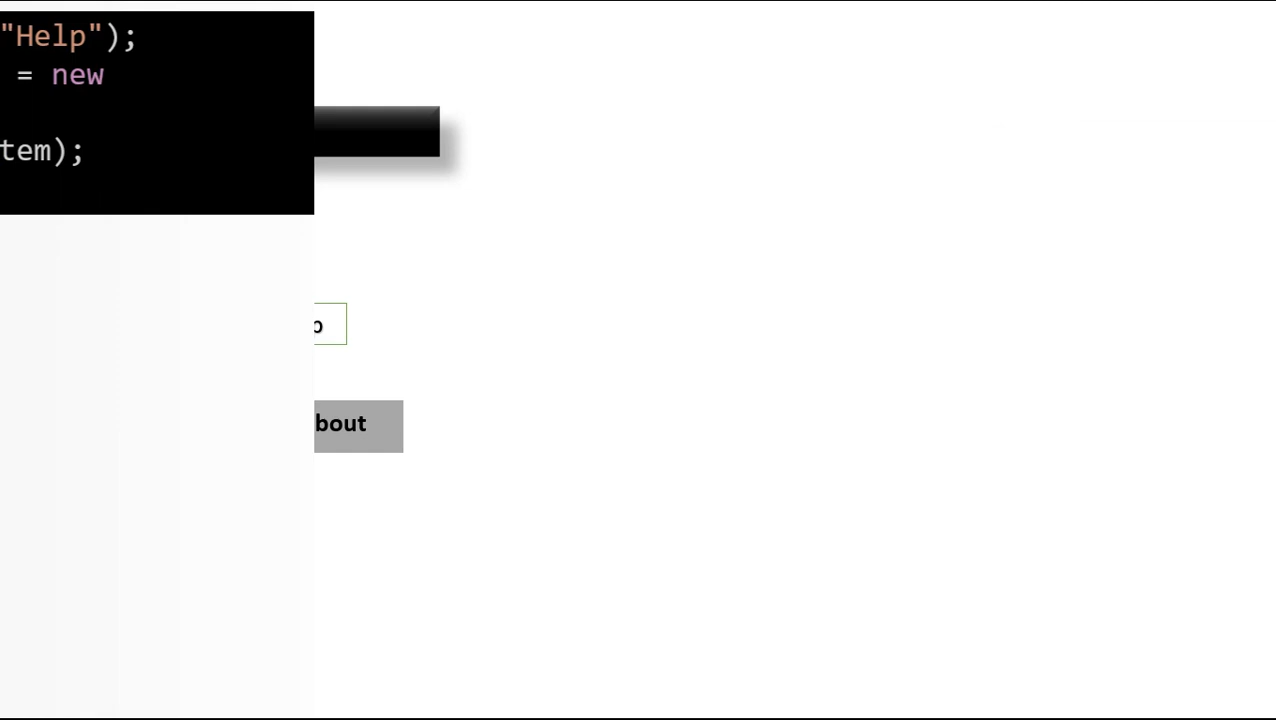 "Help");
= new
tem);
p
bout